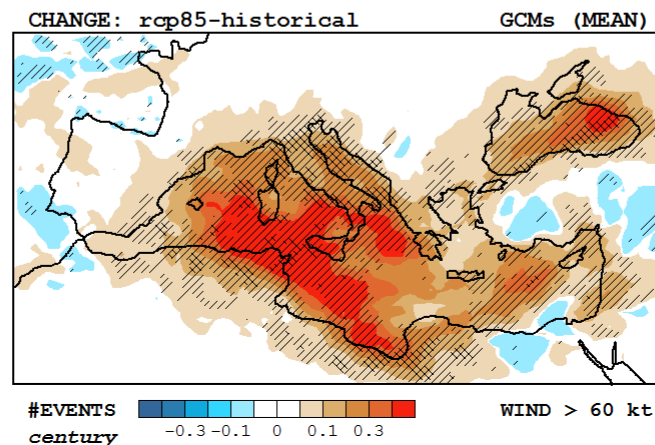 CHANGE: rcp85-historical GCMs (MEAN)
#EVENTS -0.3 -0.1 0 0.1 0.3 WIND > 60 kt
century